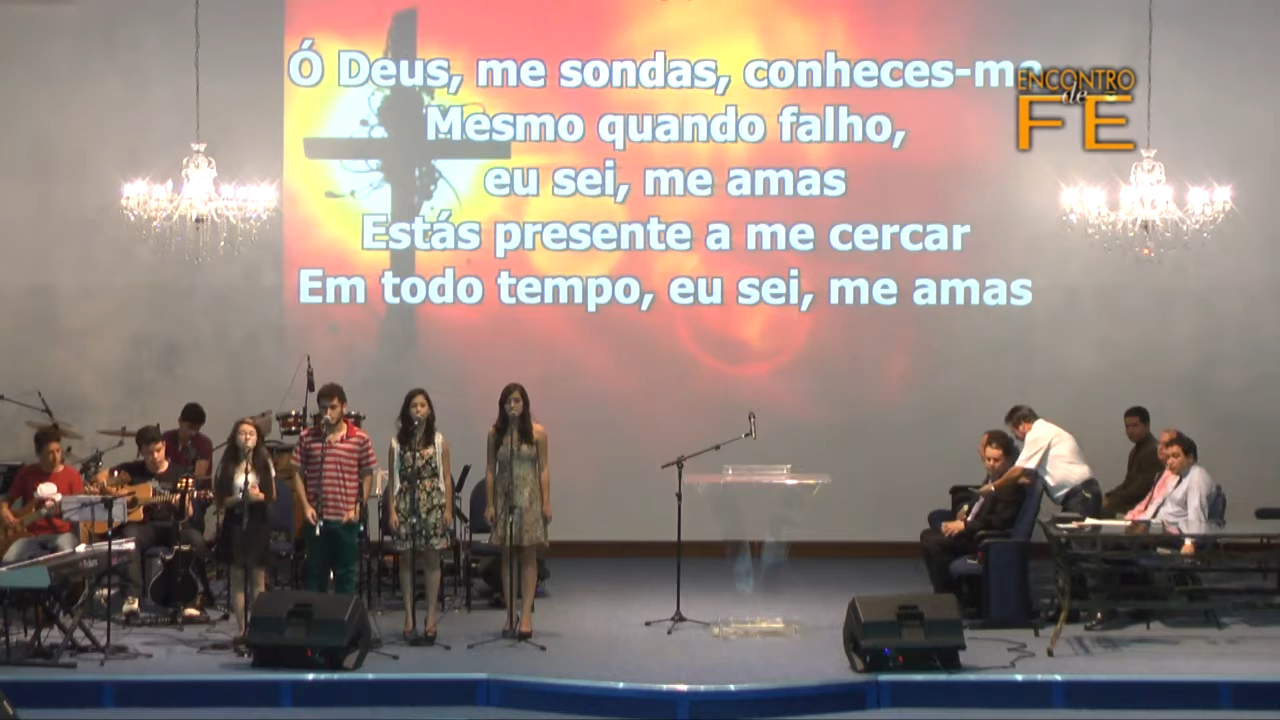 Ó Deus, me sondas, conheces-me
Mesmo quando falho,
eu sei, me amas
Estás presente a me cercar
Em todo tempo, eu sei, me amas
ENCONTRO
de
FÉ